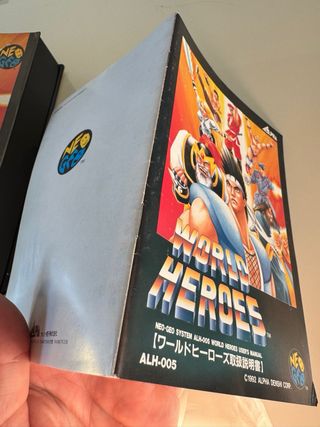 NEO
GEO
NEO
GEO
WORLD
HEROES™
NEO-GEO SYSTEM ALH-005 WORLD HEROES USER'S MANUAL
【ワールドヒーローズ取扱説明書】
ALH-005
©1992 ALPHA DENSHI CORP.
NEO
GEO